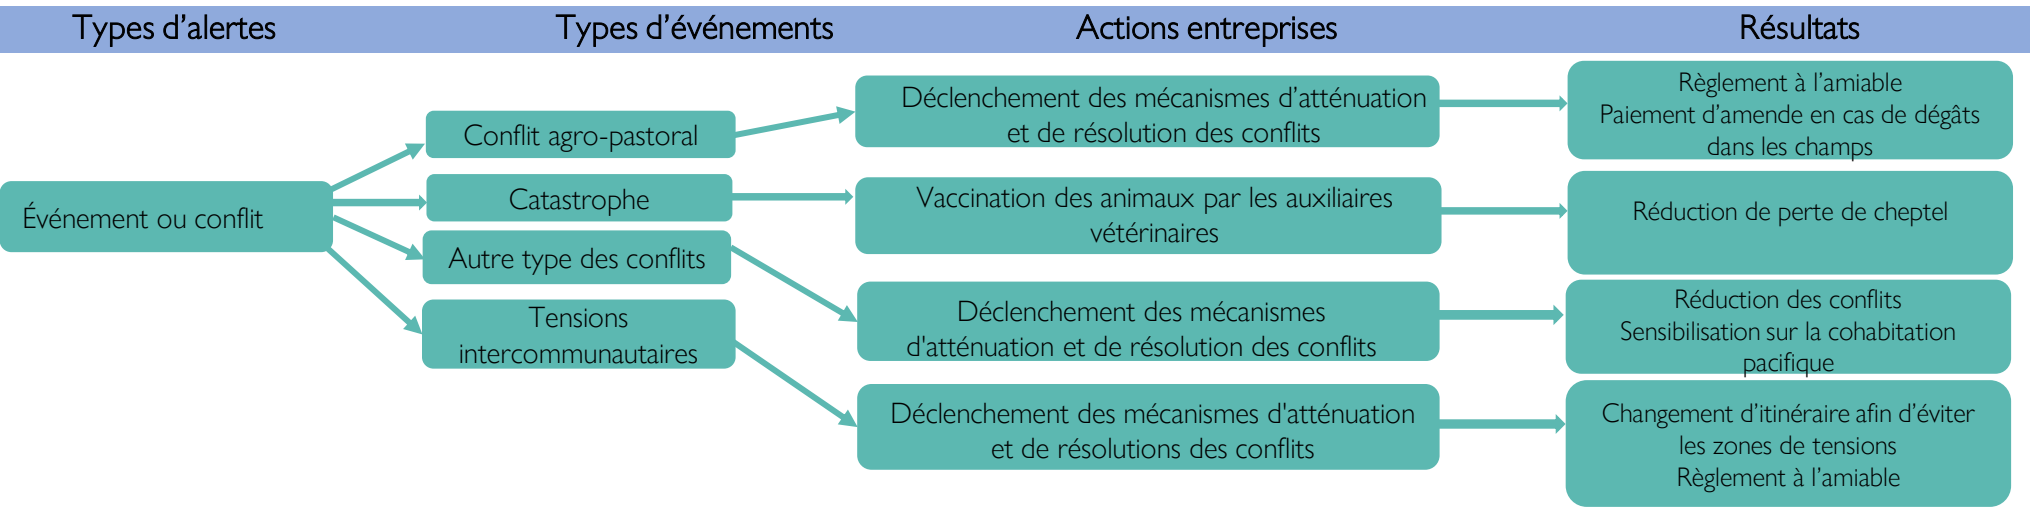 Types d’alertes
Types d’événements
Actions entreprises
Résultats
Événement ou conflit
Conflit agro-pastoral
Déclenchement des mécanismes d’atténuation
et de résolution des conflits
Règlement à l’amiable
Paiement d’amende en cas de dégâts
dans les champs
Catastrophe
Vaccination des animaux par les auxiliaires
vétérinaires
Réduction de perte de cheptel
Autre type des conflits
Déclenchement des mécanismes
d'atténuation et de résolution des conflits
Réduction des conflits
Sensibilisation sur la cohabitation
pacifique
Tensions
intercommunautaires
Déclenchement des mécanismes d'atténuation
et de résolutions des conflits
Changement d’itinéraire afin d’éviter
les zones de tensions
Règlement à l’amiable